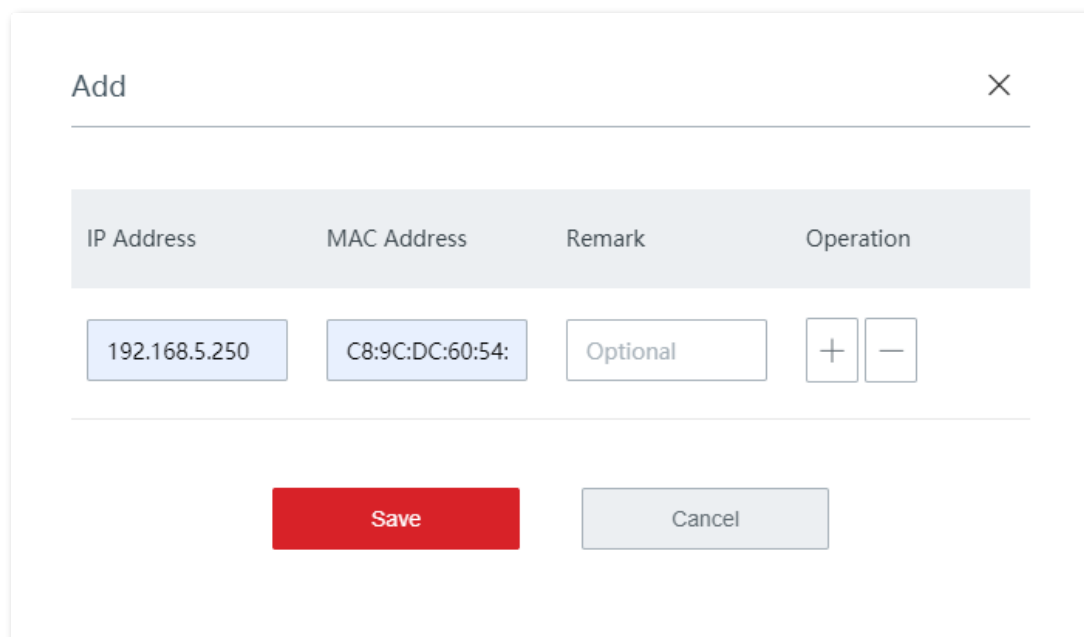 Add
IP Address MAC Address Remark Operation
192.168.5.250 C8:9C:DC:60:54: Optional
Save Cancel